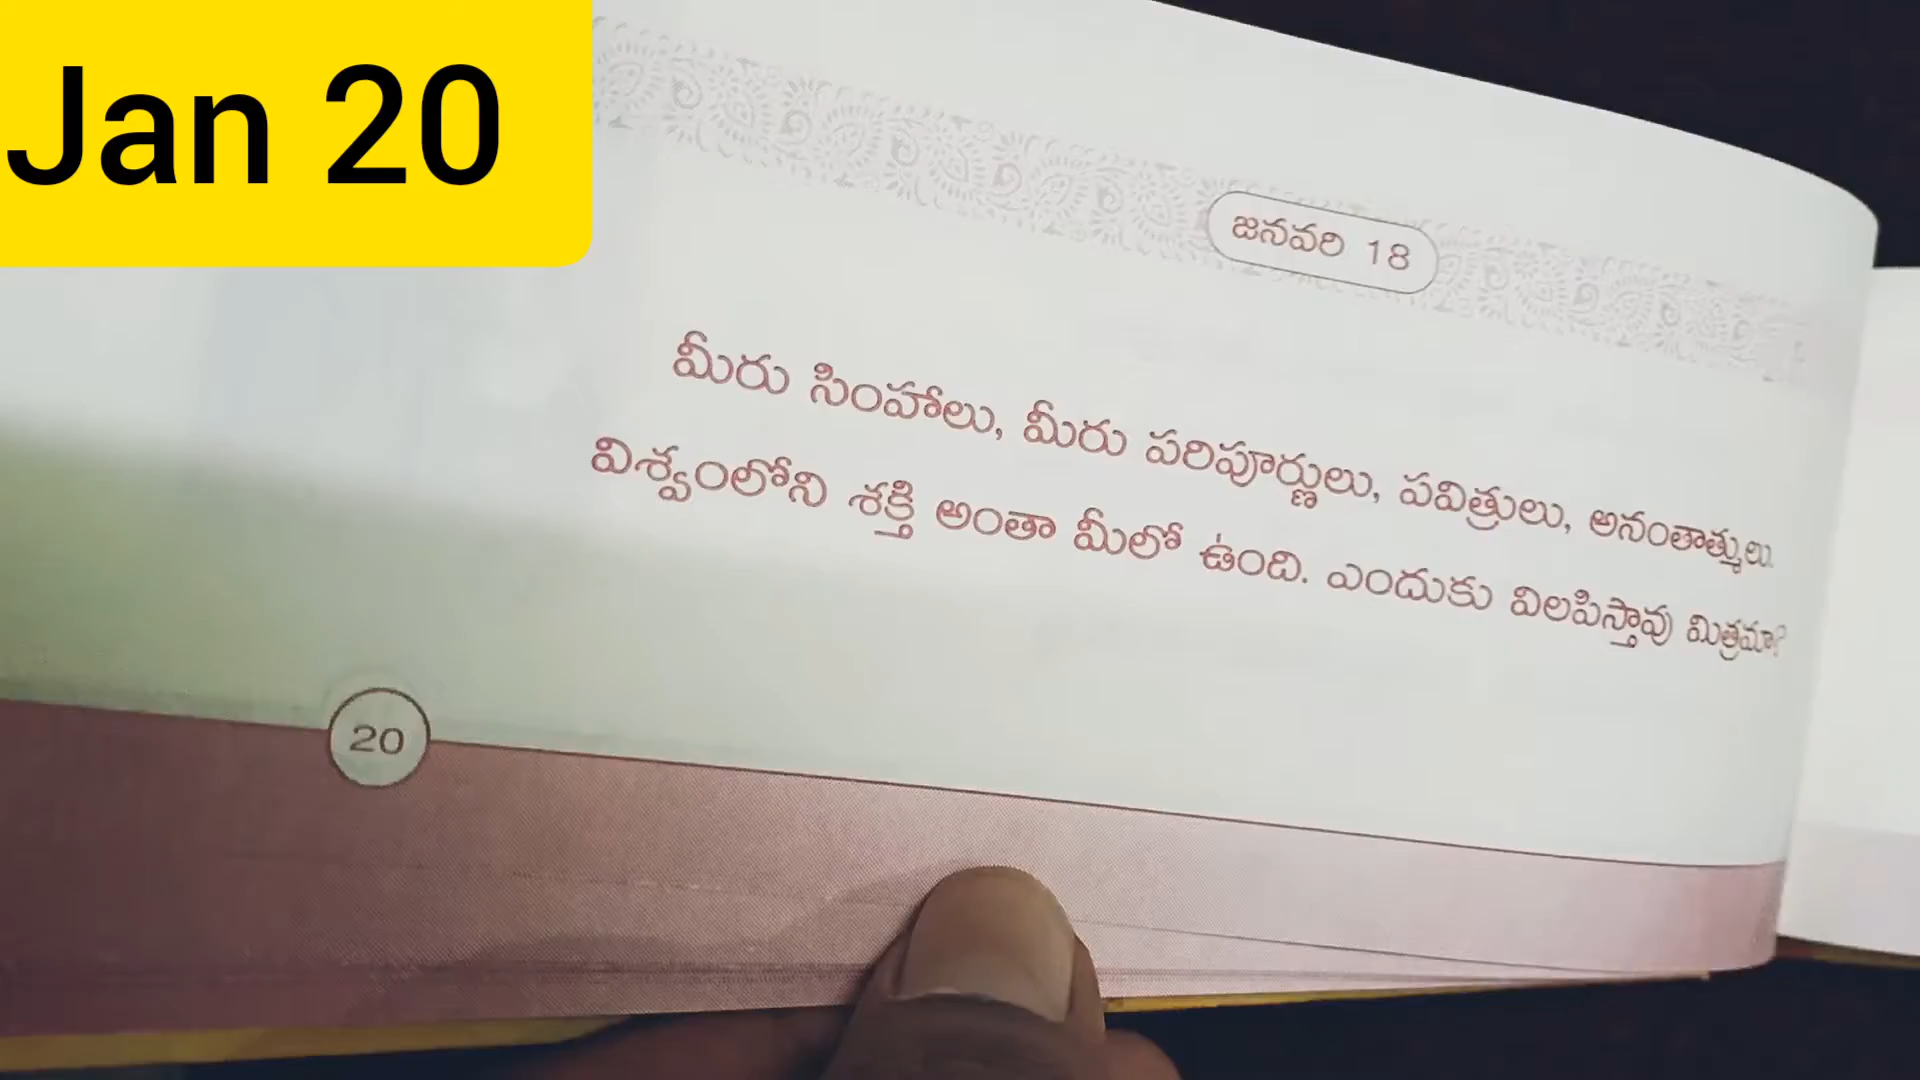 Jan 20
జనవరి 18
మీరు సింహాలు, మీరు పరిపూర్ణులు, పవిత్రులు, అనంతాత్ములు.
విశ్వంలోని శక్తి అంతా మీలో ఉంది. ఎందుకు విలపిస్తావు మిత్రమా?
20